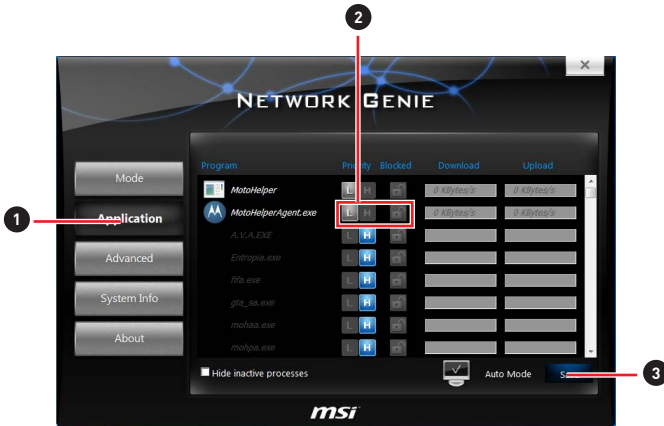 2
×
NETWORK GENIE
Program Priority Blocked Download Upload
Mode
MotoHelper L H 0 KBytes/s 0 KBytes/s
1
Application
MotoHelperAgent.exe L H 0 KBytes/s 0 KBytes/s
A.V.A.EXE L H
Advanced
Entropia.exe L H
fifa.exe L H
System Info
gta_sa.exe L H
mohaa.exe L H
About
mohpa.exe L H
Hide inactive processes
Auto Mode
3
msi